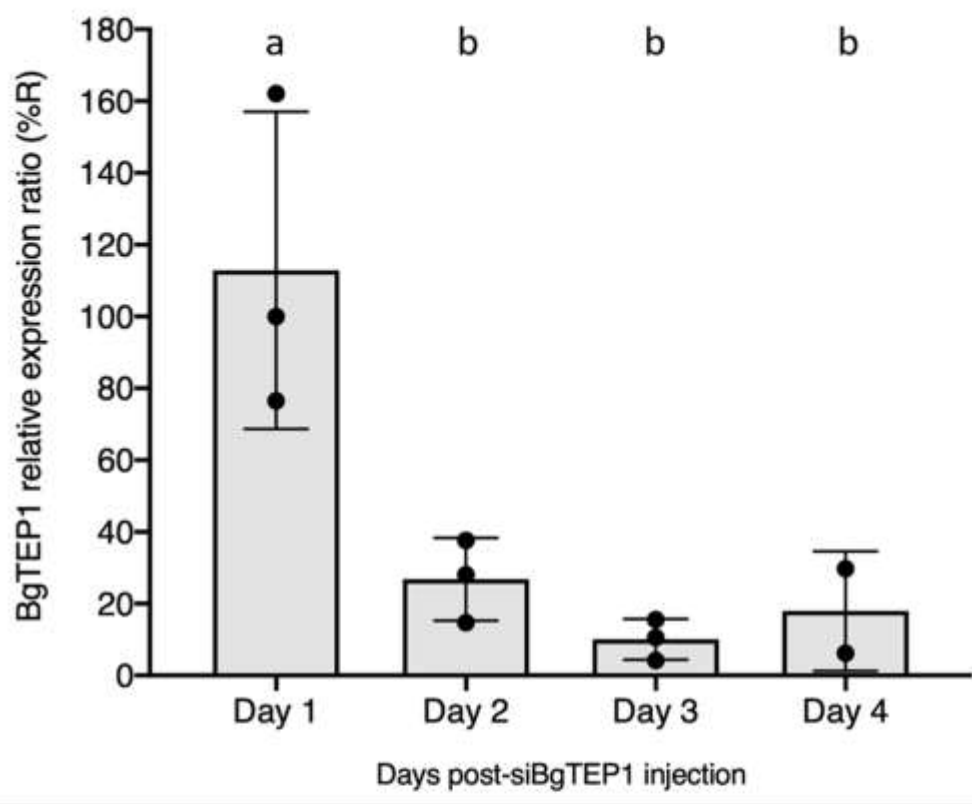 BgTEP1 relative expression ratio (%R)
180
160
140
120
100
80
60
40
20
0
a b b b
Day 1 Day 2 Day 3 Day 4
Days post-siBgTEP1 injection